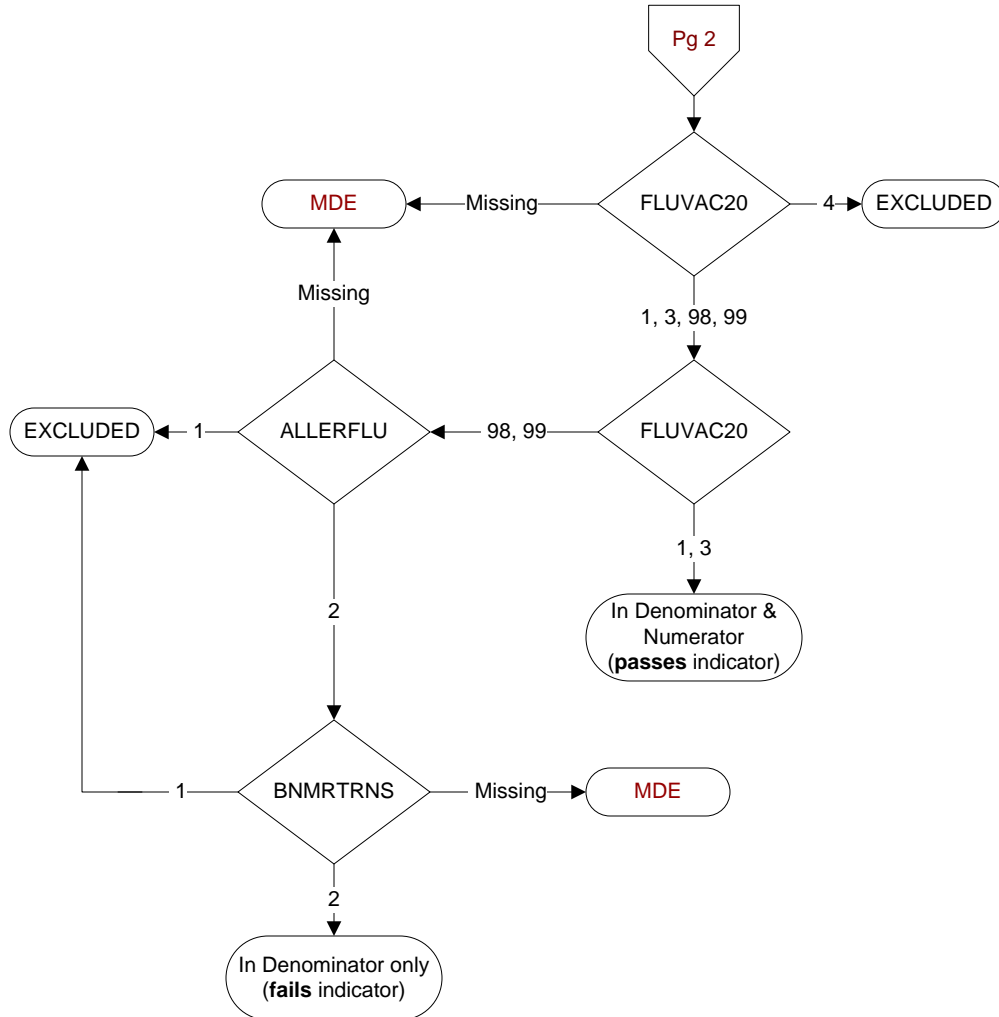 Pg 2
MDE
Missing
FLUVAC20
4
EXCLUDED
Missing
1, 3, 98, 99
EXCLUDED
1
ALLERFLU
98, 99
FLUVAC20
1, 3
2
In Denominator &
Numerator
(passes indicator)
1
BNMRTRNS
Missing
MDE
2
In Denominator only
(fails indicator)